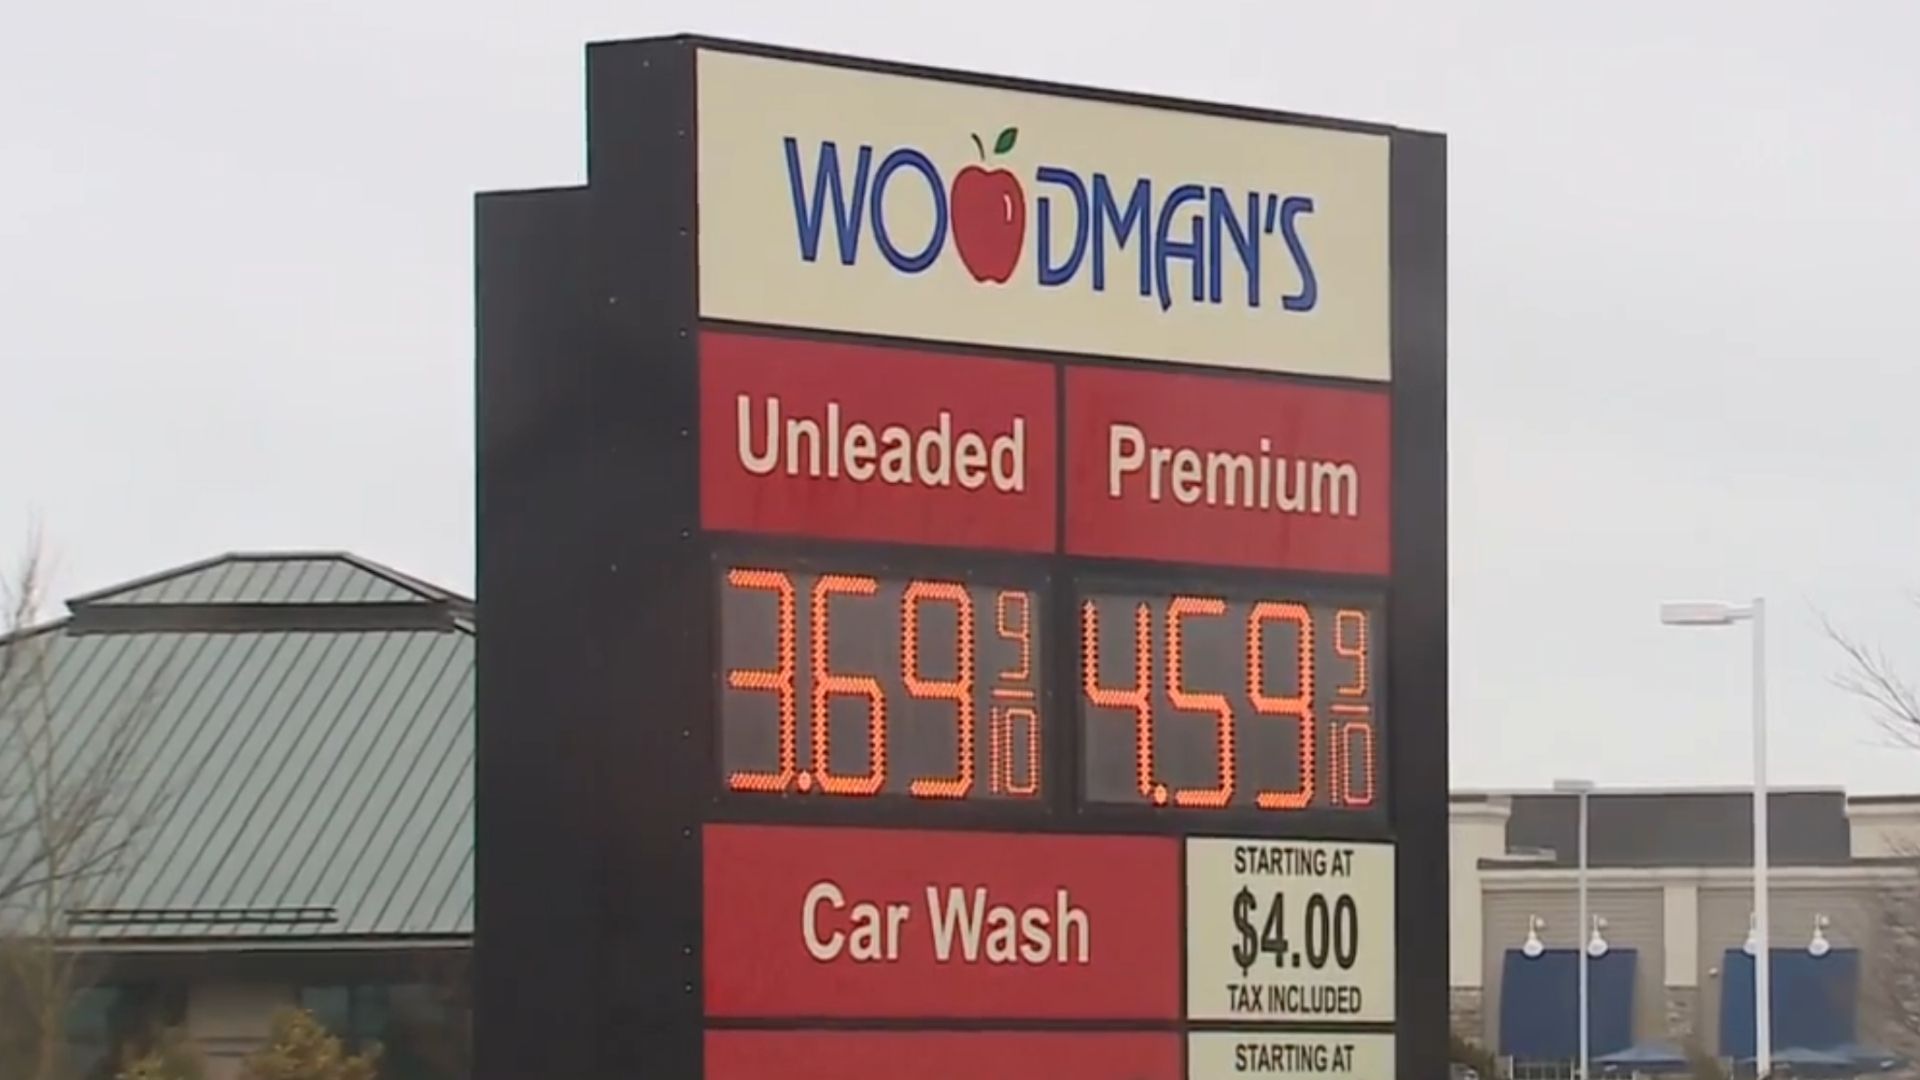 WOODMAN'S
Unleaded Premium
3.69 9/10 4.59 9/10
Car Wash
STARTING AT
$4.00
TAX INCLUDED
STARTING AT